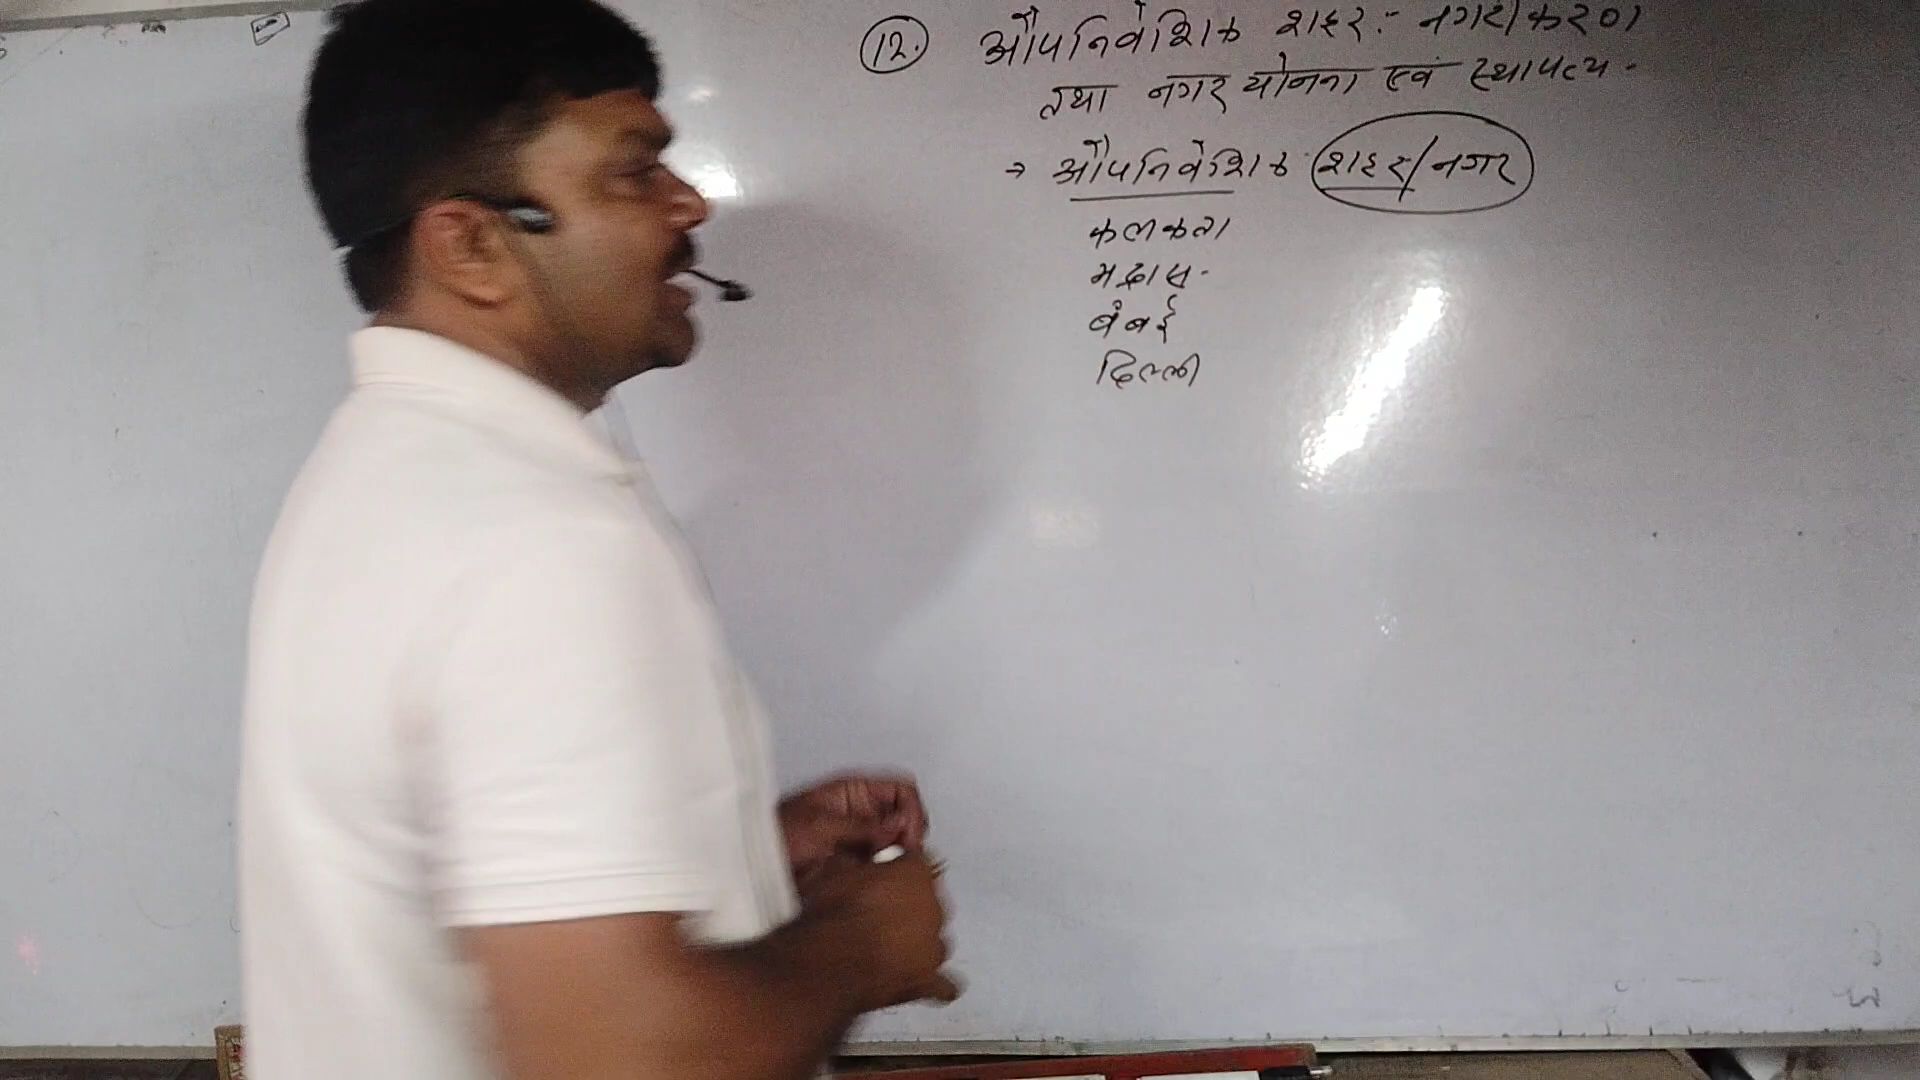 12. औपनिवेशिक शहर :- नगरीकरण
तथा नगर योजना एवं स्थापत्य -
→ औपनिवेशिक शहर/नगर
कलकता
मद्रास -
बंबई
दिल्ली